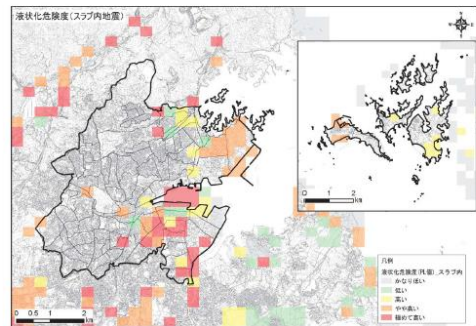 液状化危険度(スラブ内地震)
0 1 2
km
凡例
液状化危険度(PL値)_スラブ内
かなり低い
低い
高い
やや高い
極めて高い
0 0.5 1 2
km